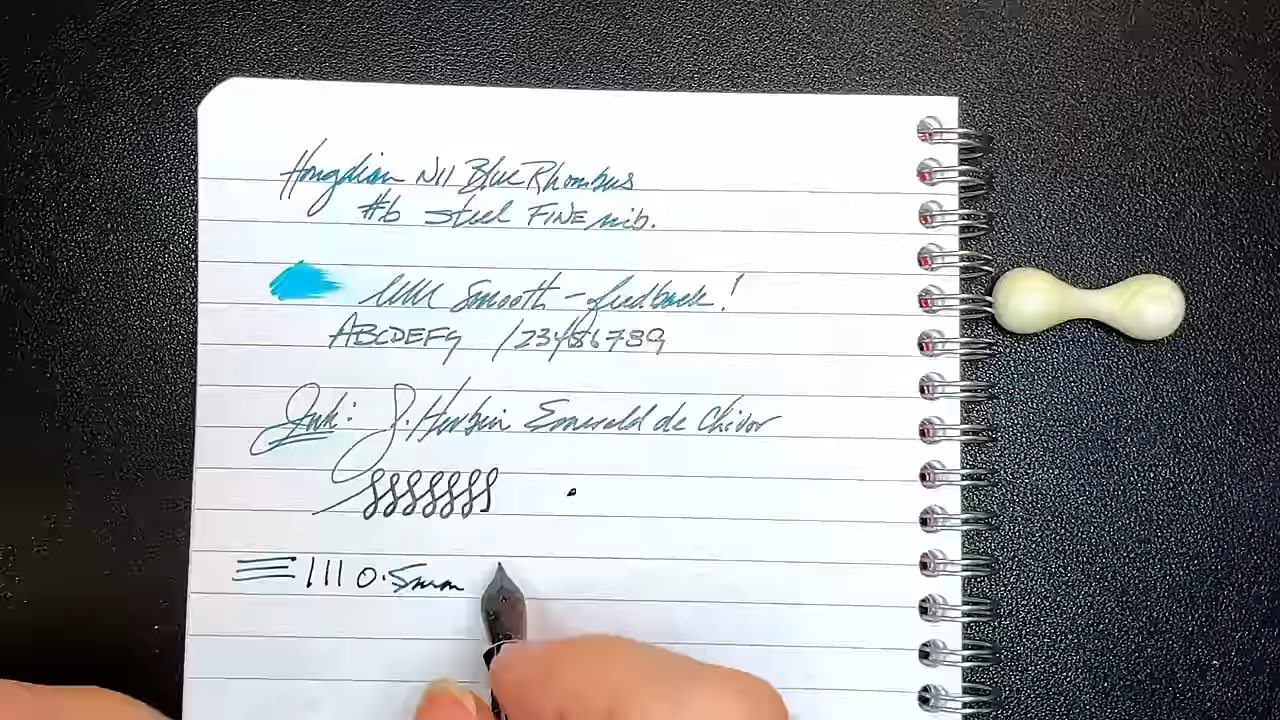 Hongdian N11 Blue Rhombus
#6 steel FINE nib.
Smooth - feedback!
ABCDEFG 123456789
Ink: J. Herbin Emerald de Chivor
0.5mm